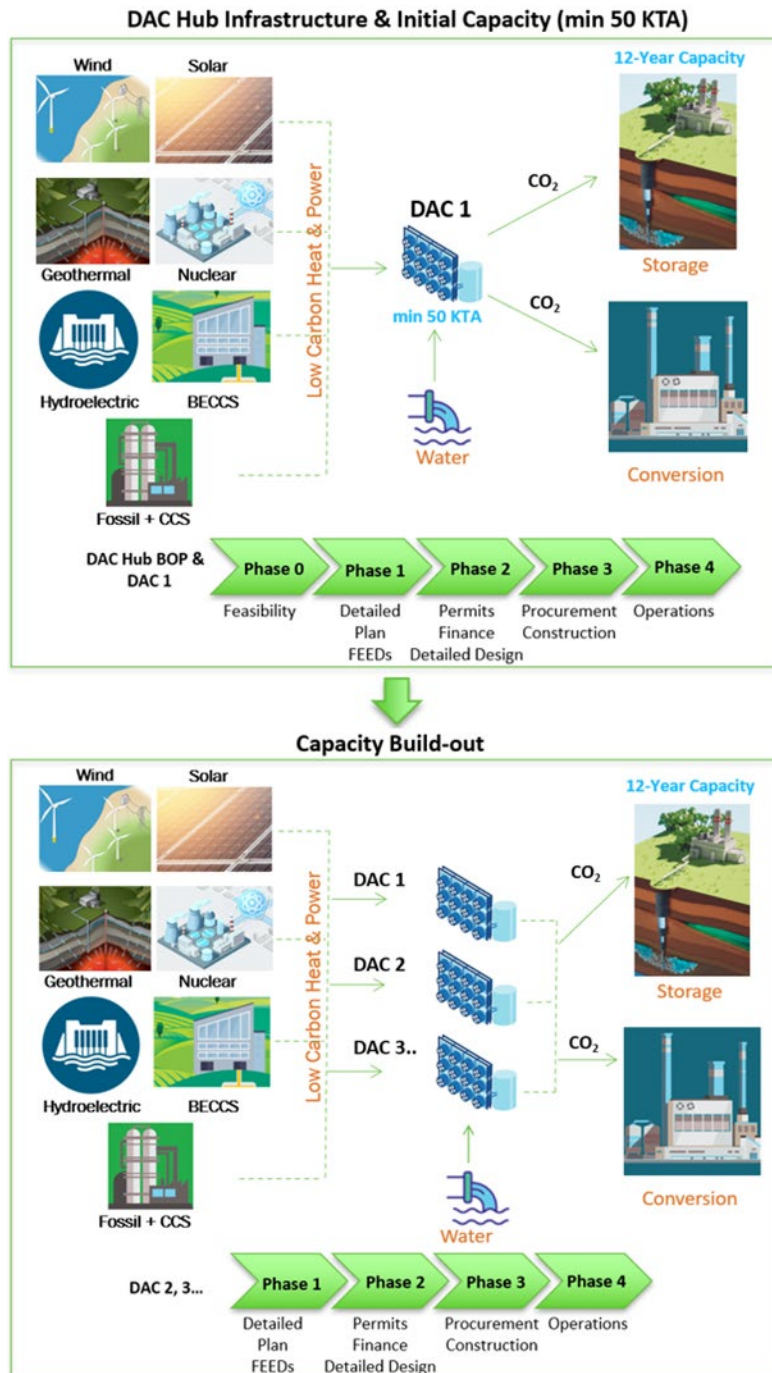 DAC Hub Infrastructure & Initial Capacity (min 50 KTA)
Wind
Solar
Geothermal
Nuclear
Hydroelectric
BECCS
Fossil + CCS
Low Carbon Heat & Power
DAC 1
min 50 KTA
Water
12-Year Capacity
CO₂
Storage
CO₂
Conversion
DAC Hub BOP &
DAC 1
Phase 0
Feasibility
Phase 1
Detailed
Plan
FEEDs
Phase 2
Permits
Finance
Detailed Design
Phase 3
Procurement
Construction
Phase 4
Operations
Capacity Build-out
Wind
Solar
Geothermal
Nuclear
Hydroelectric
BECCS
Fossil + CCS
Low Carbon Heat & Power
DAC 1
DAC 2
DAC 3..
Water
12-Year Capacity
CO₂
Storage
CO₂
Conversion
DAC 2, 3...
Phase 1
Detailed
Plan
FEEDs
Phase 2
Permits
Finance
Detailed Design
Phase 3
Procurement
Construction
Phase 4
Operations